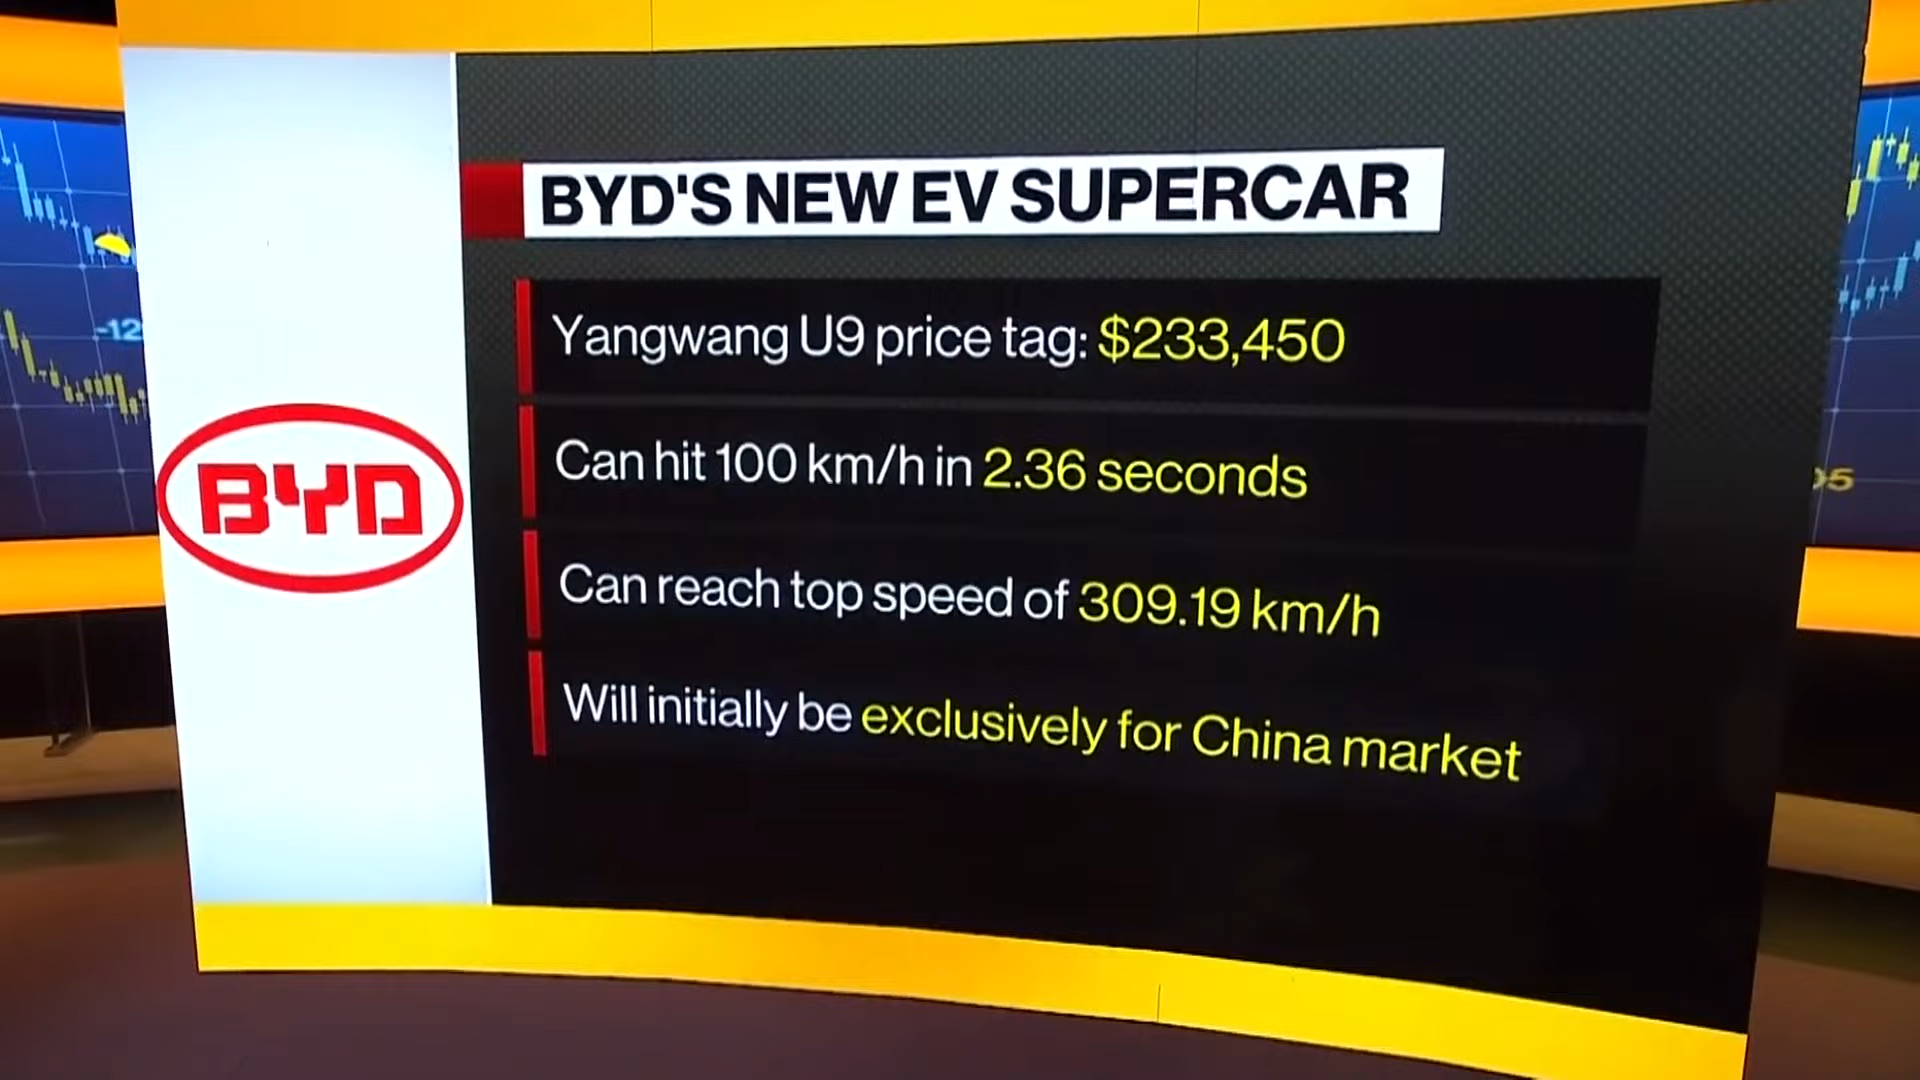 BYD'S NEW EV SUPERCAR
Yangwang U9 price tag: $233,450
Can hit 100 km/h in 2.36 seconds
Can reach top speed of 309.19 km/h
Will initially be exclusively for China market
BYD
-12